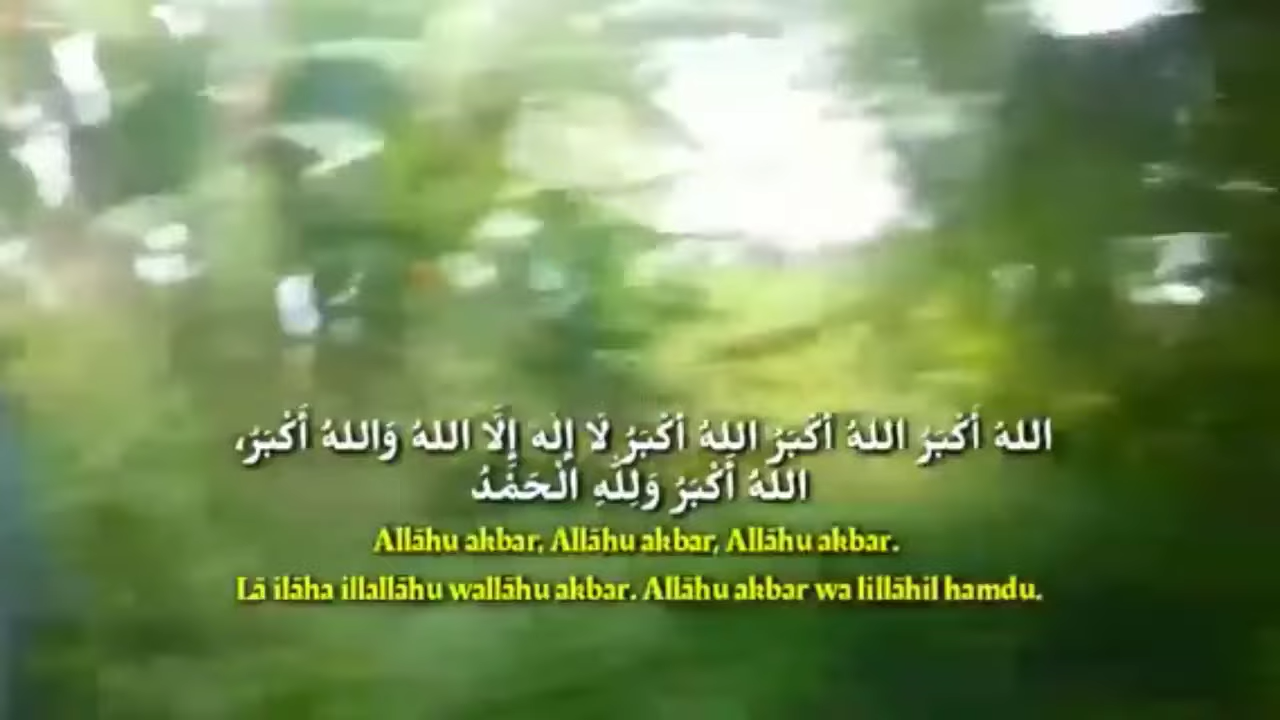 اللهُ أَكْبَرُ اللهُ أَكْبَرُ اللهُ أَكْبَرُ لَا إِلٰهَ إِلَّا اللهُ وَاللهُ أَكْبَرُ،
اللهُ أَكْبَرُ وَلِلّٰهِ الْحَمْدُ
Allāhu akbar, Allāhu akbar, Allāhu akbar.
Lā ilāha illallāhu wallāhu akbar. Allāhu akbar wa lillāhil hamdu.